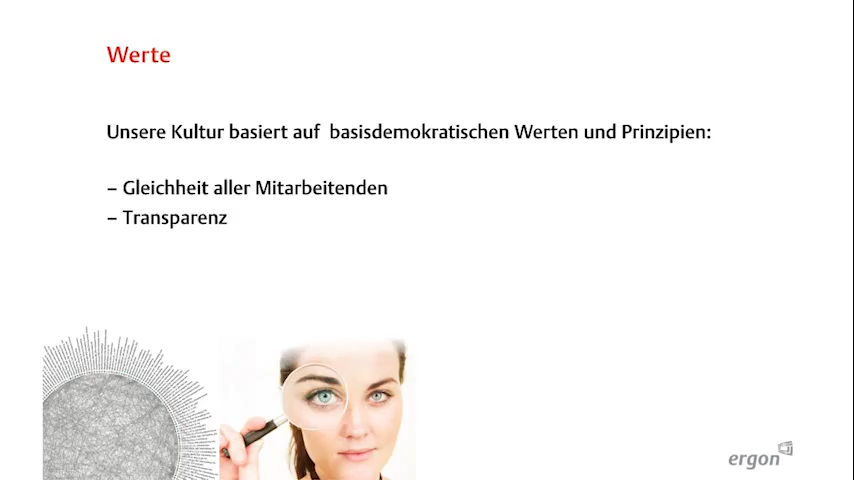 Werte
Unsere Kultur basiert auf basisdemokratischen Werten und Prinzipien:
– Gleichheit aller Mitarbeitenden
– Transparenz
ergon